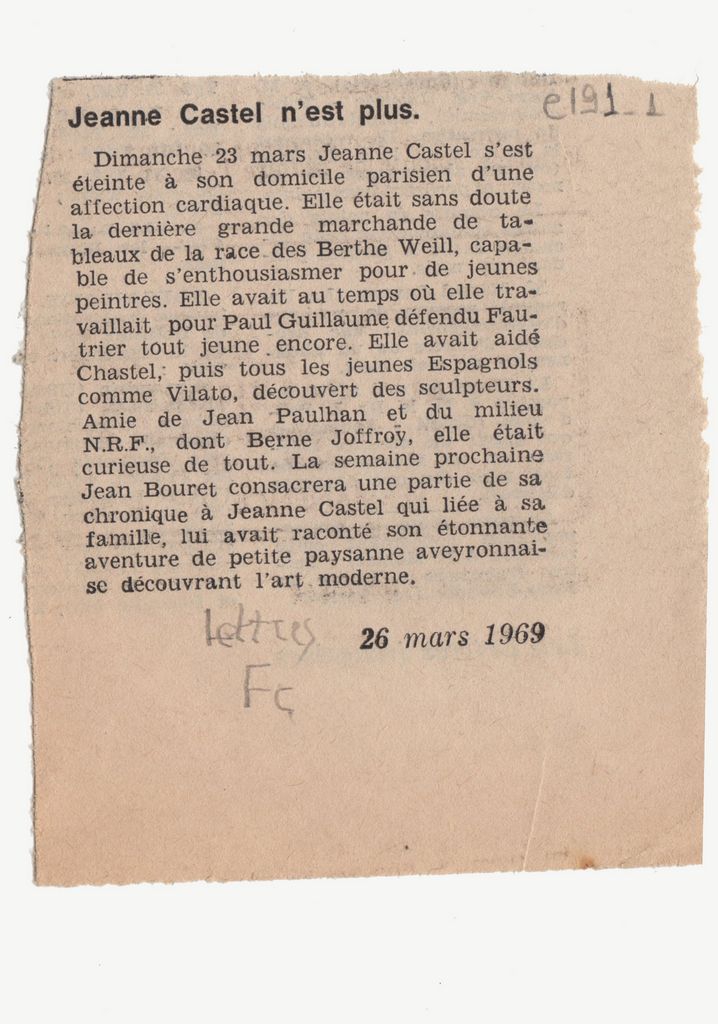 Jeanne Castel n'est plus.
e191_1
Dimanche 23 mars Jeanne Castel s'est
éteinte à son domicile parisien d'une
affection cardiaque. Elle était sans doute
la dernière grande marchande de ta-
bleaux de la race des Berthe Weill, capa-
ble de s'enthousiasmer pour de jeunes
peintres. Elle avait au temps où elle tra-
vaillait pour Paul Guillaume défendu Fau-
trier tout jeune encore. Elle avait aidé
Chastel, puis tous les jeunes Espagnols
comme Vilato, découvert des sculpteurs.
Amie de Jean Paulhan et du milieu
N.R.F., dont Berne Joffroy, elle était
curieuse de tout. La semaine prochaine
Jean Bouret consacrera une partie de sa
chronique à Jeanne Castel qui liée à sa
famille, lui avait raconté son étonnante
aventure de petite paysanne aveyronnai-
se découvrant l'art moderne.
lettres
26 mars 1969
Fç